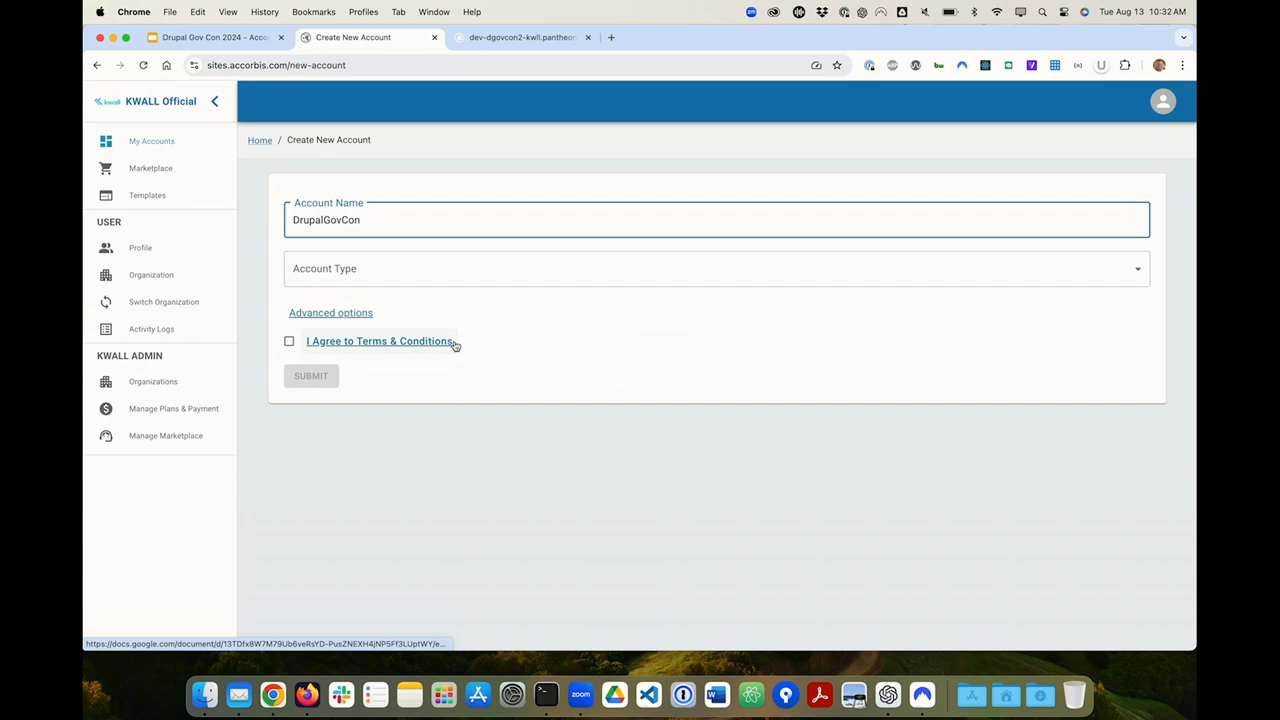 Chrome File Edit View History Bookmarks Profiles Tab Window Help Tue Aug 13 10:32 AM
Drupal Gov Con 2024 - Acco Create New Account dev-dgovcon2-kwll.pantheon
sites.accorbis.com/new-account
kwall KWALL Official
My Accounts
Marketplace
Templates
USER
Profile
Organization
Switch Organization
Activity Logs
KWALL ADMIN
Organizations
Manage Plans & Payment
Manage Marketplace
Home / Create New Account
Account Name
DrupalGovCon
Account Type
Advanced options
I Agree to Terms & Conditions
SUBMIT
https://docs.google.com/document/d/13TDfx8W7M79Ub6veRsYD-PusZNEXH4jNP5Ff3LUptWY/e...